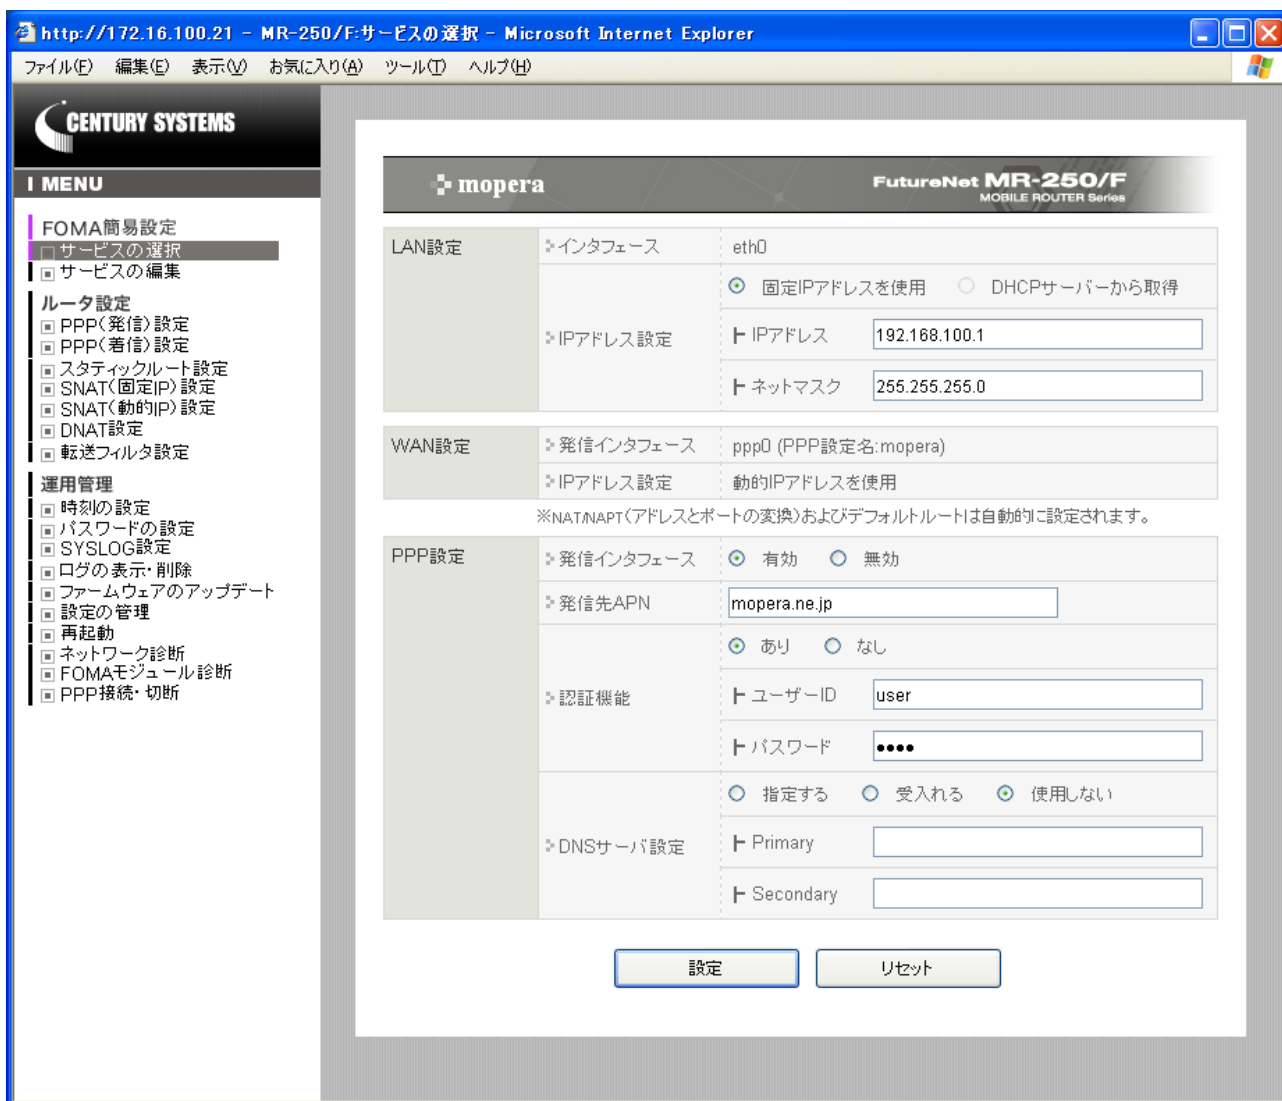 http://172.16.100.21 - MR-250/F:サービスの選択 - Microsoft Internet Explorer
ファイル(F) 編集(E) 表示(V) お気に入り(A) ツール(T) ヘルプ(H)
CENTURY SYSTEMS
MENU
FOMA簡易設定
サービスの選択
サービスの編集
ルータ設定
PPP(発信)設定
PPP(着信)設定
スタティックルート設定
SNAT(固定IP)設定
SNAT(動的IP)設定
DNAT設定
転送フィルタ設定
運用管理
時刻の設定
パスワードの設定
SYSLOG設定
ログの表示・削除
ファームウェアのアップデート
設定の管理
再起動
ネットワーク診断
FOMAモジュール診断
PPP接続・切断
mopera
FutureNet MR-250/F
MOBILE ROUTER Series
LAN設定 インタフェース eth0
固定IPアドレスを使用 DHCPサーバーから取得
IPアドレス設定 IPアドレス 192.168.100.1
ネットマスク 255.255.255.0
WAN設定 発信インタフェース ppp0 (PPP設定名:mopera)
IPアドレス設定 動的IPアドレスを使用
※NAT/NAPT(アドレスとポートの変換)およびデフォルトルートは自動的に設定されます。
PPP設定 発信インタフェース 有効 無効
発信先APN mopera.ne.jp
あり なし
認証機能 ユーザーID user
パスワード ●●●●
指定する 受入れる 使用しない
DNSサーバ設定 Primary
Secondary
設定 リセット